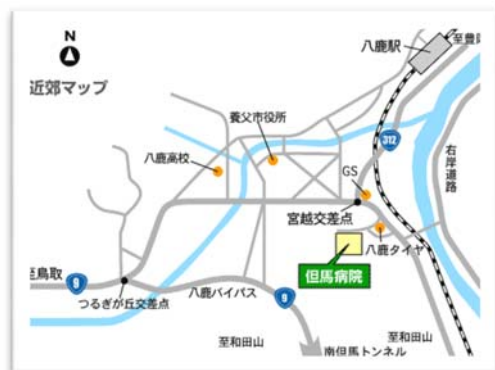 N
近郊マップ
八鹿駅
至豊岡
養父市役所
八鹿高校
312
右岸道路
GS
宮越交差点
八鹿タイヤ
但馬病院
至鳥取
9
つるぎが丘交差点
八鹿バイパス
9
至和田山
南但馬トンネル
至和田山